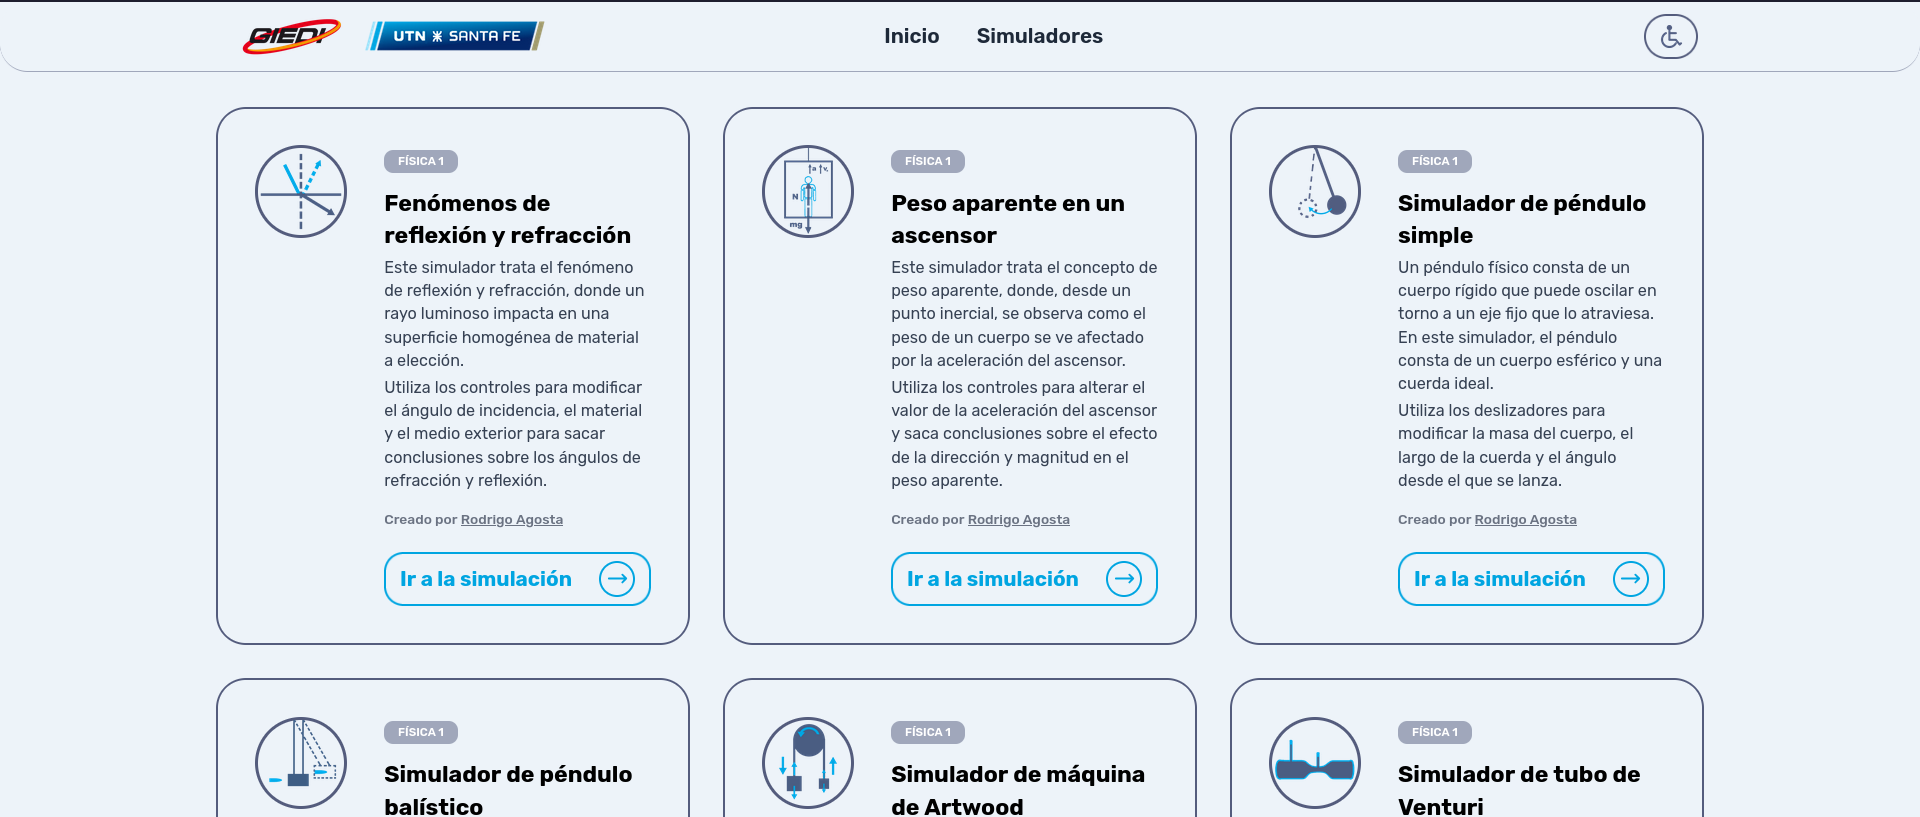 GIEDI
UTN SANTA FE
Inicio
Simuladores
FÍSICA 1
Fenómenos de
reflexión y refracción
Este simulador trata el fenómeno
de reflexión y refracción, donde un
rayo luminoso impacta en una
superficie homogénea de material
a elección.
Utiliza los controles para modificar
el ángulo de incidencia, el material
y el medio exterior para sacar
conclusiones sobre los ángulos de
refracción y reflexión.
Creado por Rodrigo Agosta
Ir a la simulación
a v.
N
mg
FÍSICA 1
Peso aparente en un
ascensor
Este simulador trata el concepto de
peso aparente, donde, desde un
punto inercial, se observa como el
peso de un cuerpo se ve afectado
por la aceleración del ascensor.
Utiliza los controles para alterar el
valor de la aceleración del ascensor
y saca conclusiones sobre el efecto
de la dirección y magnitud en el
peso aparente.
Creado por Rodrigo Agosta
Ir a la simulación
FÍSICA 1
Simulador de péndulo
simple
Un péndulo físico consta de un
cuerpo rígido que puede oscilar en
torno a un eje fijo que lo atraviesa.
En este simulador, el péndulo
consta de un cuerpo esférico y una
cuerda ideal.
Utiliza los deslizadores para
modificar la masa del cuerpo, el
largo de la cuerda y el ángulo
desde el que se lanza.
Creado por Rodrigo Agosta
Ir a la simulación
FÍSICA 1
Simulador de péndulo
balístico
FÍSICA 1
Simulador de máquina
de Artwood
FÍSICA 1
Simulador de tubo de
Venturi